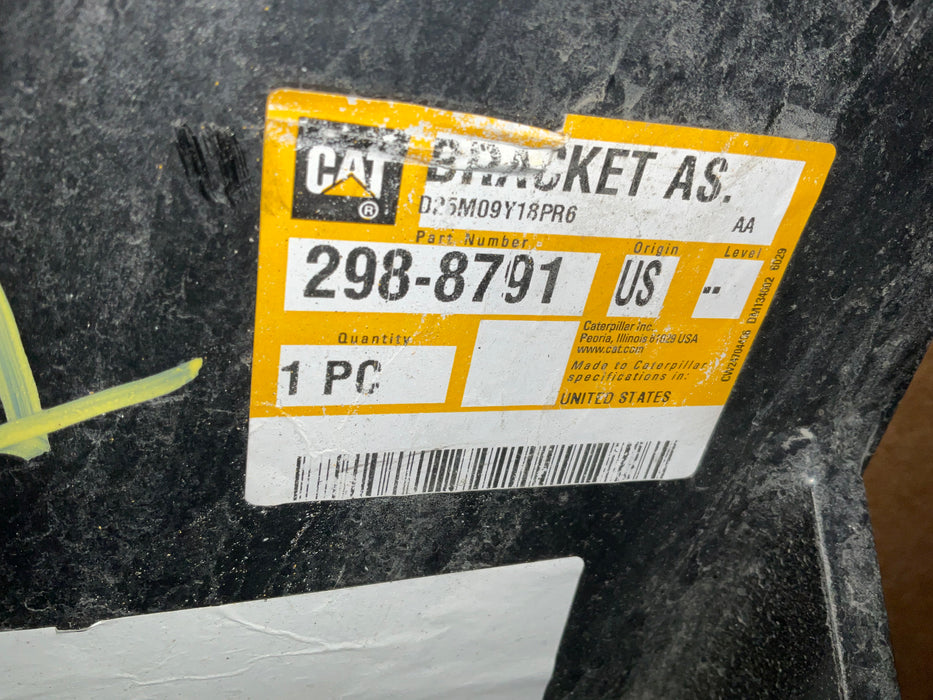 CAT
®
BRACKET AS.
D25M09Y18PR6
AA
Part Number
Origin
Level
298-8791
US
--
Quantity
1 PC
Caterpillar Inc.
Peoria, Illinois 61629 USA
www.cat.com
Made to Caterpillar
specifications in:
UNITED STATES